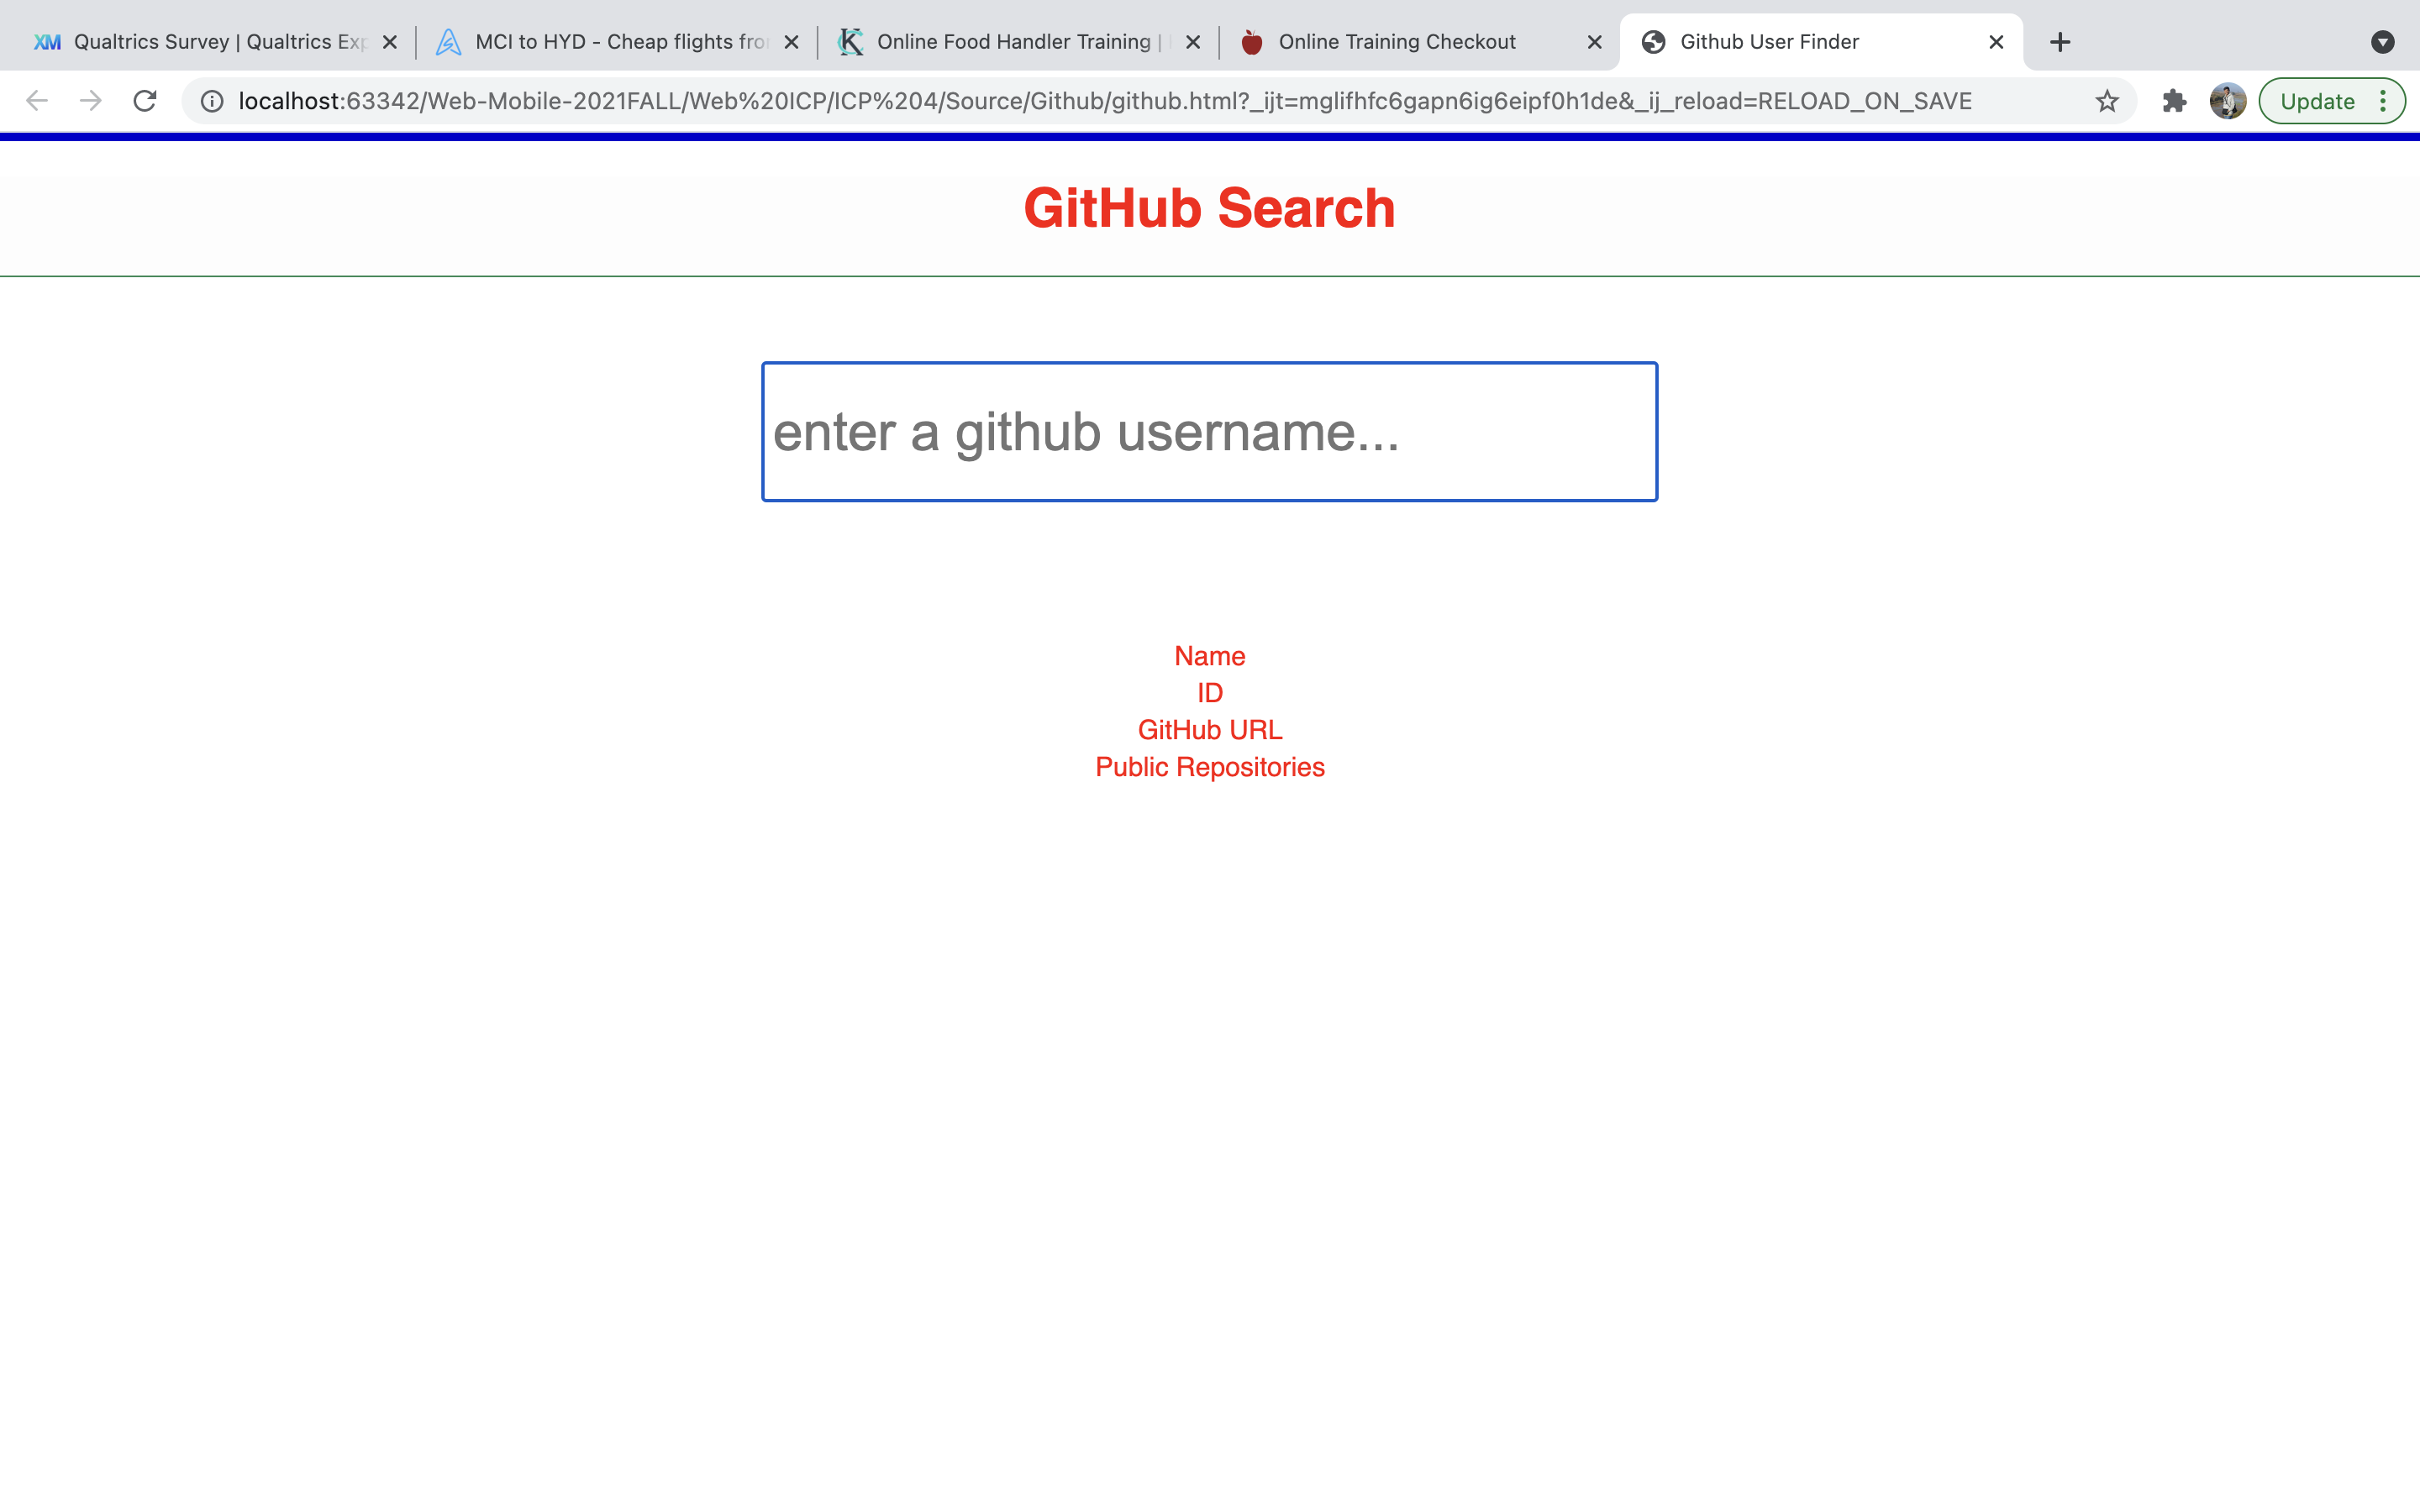 XM Qualtrics Survey | Qualtrics Exp
MCI to HYD - Cheap flights fro
Online Food Handler Training |
Online Training Checkout
Github User Finder
localhost:63342/Web-Mobile-2021FALL/Web%20ICP/ICP%204/Source/Github/github.html?_ijt=mglifhfc6gapn6ig6eipf0h1de&_ij_reload=RELOAD_ON_SAVE
Update
GitHub Search
enter a github username...
Name
ID
GitHub URL
Public Repositories